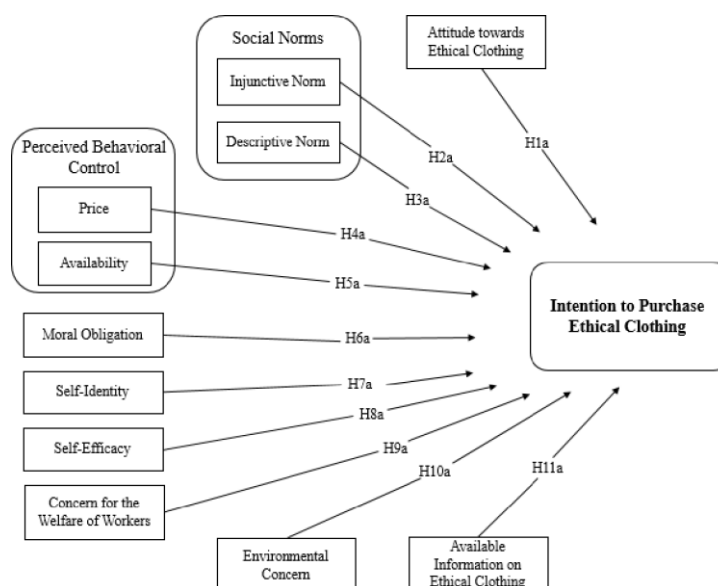 Social Norms
Injunctive Norm
Descriptive Norm
Attitude towards
Ethical Clothing
Perceived Behavioral
Control
Price
Availability
H1a
H2a
H3a
H4a
H5a
Intention to Purchase
Ethical Clothing
Moral Obligation
H6a
Self-Identity
H7a
Self-Efficacy
H8a
Concern for the
Welfare of Workers
H9a
H10a
H11a
Environmental
Concern
Available
Information on
Ethical Clothing